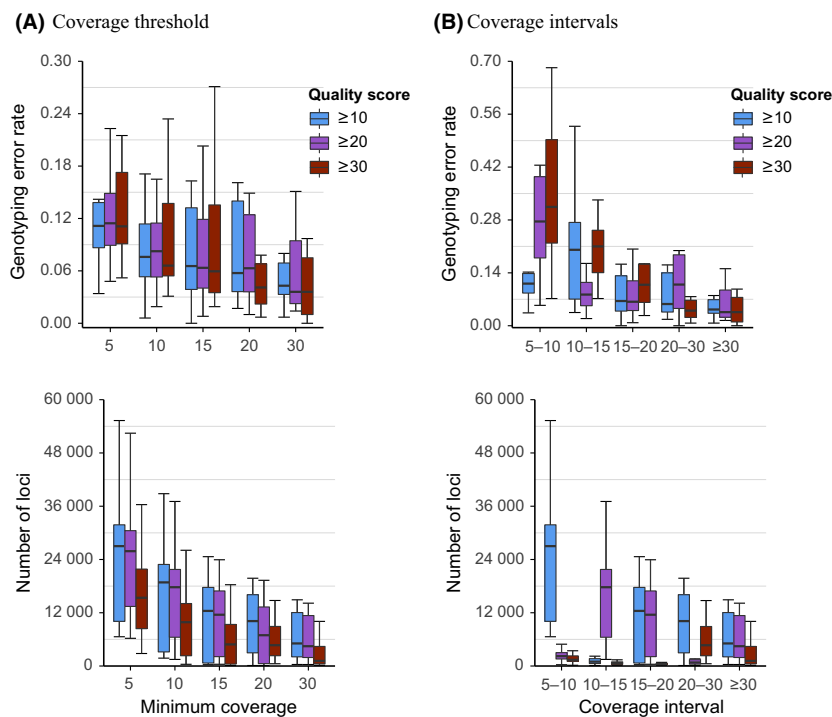 (A) Coverage threshold
(B) Coverage intervals
Genotyping error rate
0.30
0.24
0.18
0.12
0.06
0.00
Quality score
≥10
≥20
≥30
5 10 15 20 30
Genotyping error rate
0.70
0.56
0.42
0.28
0.14
0.00
Quality score
≥10
≥20
≥30
5–10 10–15 15–20 20–30 ≥30
Number of loci
60 000
48 000
36 000
24 000
12 000
0
5 10 15 20 30
Minimum coverage
Number of loci
60 000
48 000
36 000
24 000
12 000
0
5–10 10–15 15–20 20–30 ≥30
Coverage interval